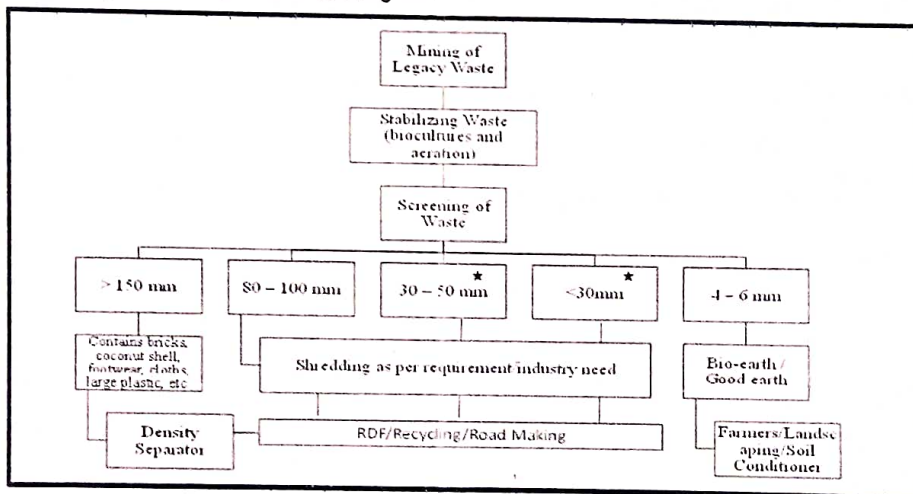 Mining of
Legacy Waste
Stabilizing Waste
(biocultures and
aeration)
Screening of
Waste
> 150 mm
80 – 100 mm
30 – 50 mm
<30mm
4 – 6 mm
Contains bricks,
coconut shell,
footwear, cloths,
large plastic, etc
Shredding as per requirement industry need
Bio-earth /
Good earth
Density
Separator
RDF/Recycling/Road Making
Farmers/Landsc
aping/Soil
Conditioner